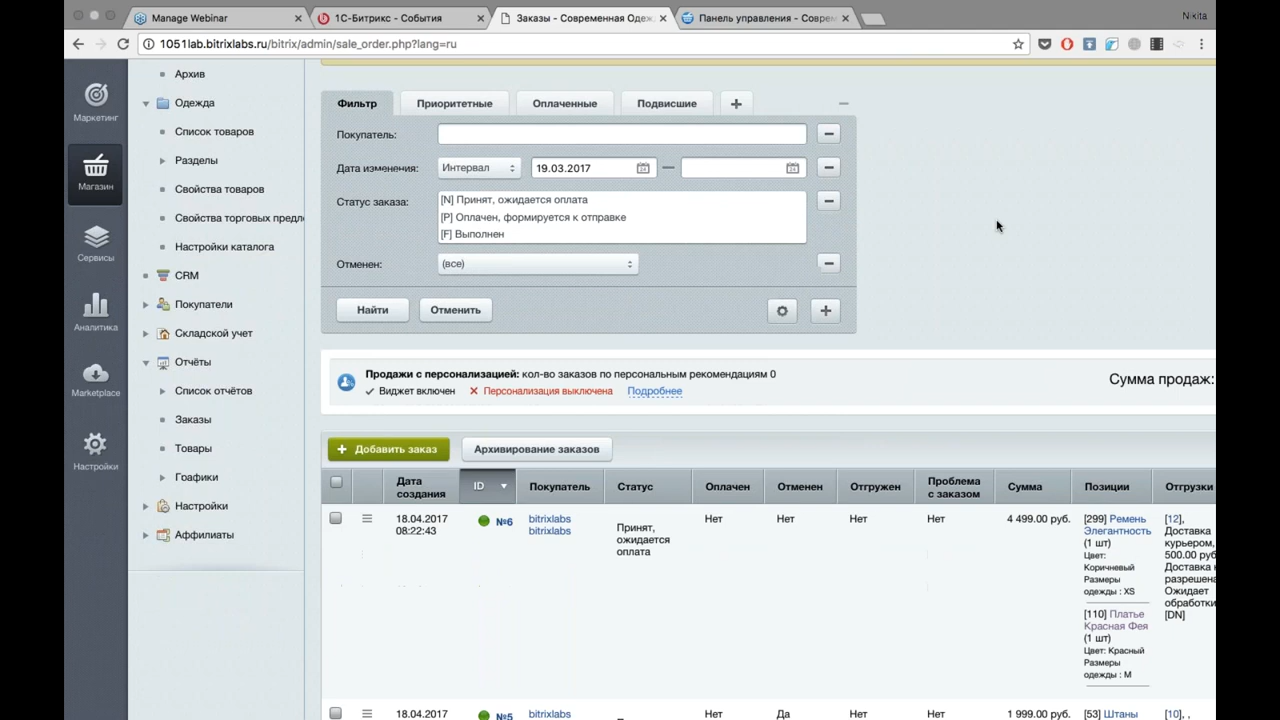 Manage Webinar
1С-Битрикс - События
Заказы - Современная Одеж
Панель управления - Соврем
Nikita
1051lab.bitrixlabs.ru/bitrix/admin/sale_order.php?lang=ru
Маркетинг
Магазин
Сервисы
Аналитика
Marketplace
Настройки
Архив
Одежда
Список товаров
Разделы
Свойства товаров
Свойства торговых предл
Настройки каталога
CRM
Покупатели
Складской учет
Отчёты
Список отчётов
Заказы
Товары
Графики
Настройки
Аффилиаты
Фильтр
Приоритетные
Оплаченные
Подвисшие
Покупатель:
Дата изменения: Интервал 19.03.2017
Статус заказа: [N] Принят, ожидается оплата
[P] Оплачен, формируется к отправке
[F] Выполнен
Отменен: (все)
Найти
Отменить
Продажи с персонализацией: кол-во заказов по персональным рекомендациям 0
Виджет включен
Персонализация выключена
Подробнее
Сумма продаж:
Добавить заказ
Архивирование заказов
Дата
создания
ID
Покупатель
Статус
Оплачен
Отменен
Отгружен
Проблема
с заказом
Сумма
Позиции
Отгрузки
18.04.2017
08:22:43
№6
bitrixlabs
bitrixlabs
Принят,
ожидается
оплата
Нет
Нет
Нет
Нет
4 499.00 руб.
[299] Ремень
Элегантность
(1 шт)
Цвет:
Коричневый
Размеры
одежды : XS
[110] Платье
Красная Фея
(1 шт)
Цвет: Красный
Размеры
одежды : M
[12],
Доставка
курьером,
500.00 руб
Доставка н
разрешена
Ожидает
обработки
[DN]
18.04.2017
№5
bitrixlabs
Нет
Да
Нет
Нет
1 999.00 руб.
[53] Штаны
[10], ,